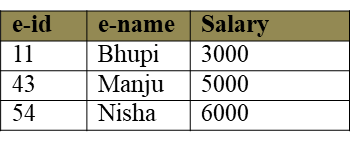 e-id e-name Salary
11 Bhupi 3000
43 Manju 5000
54 Nisha 6000